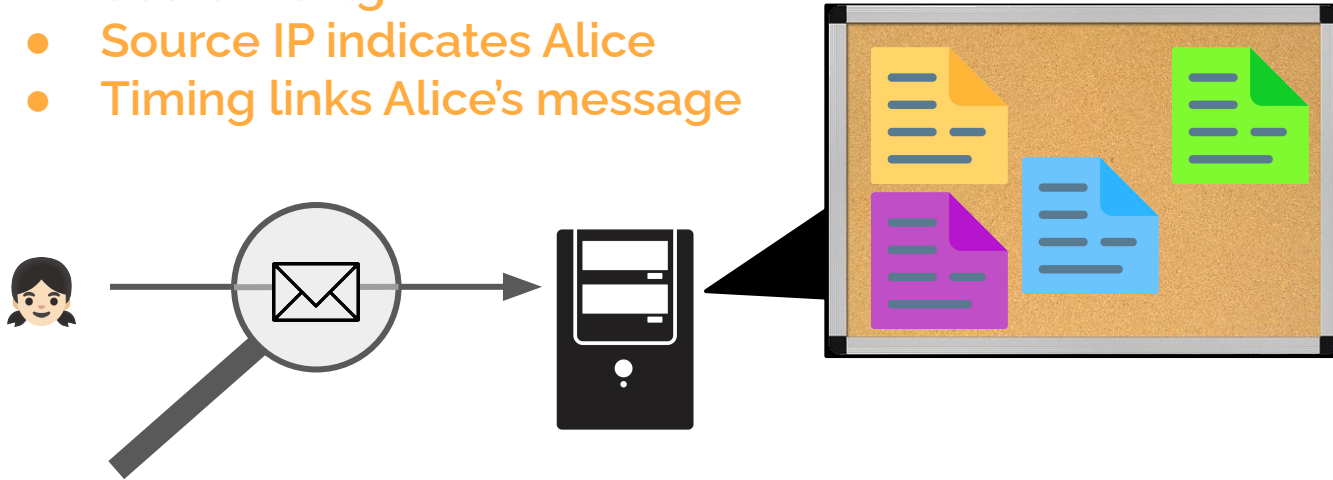 ● Source IP indicates Alice
● Timing links Alice’s message